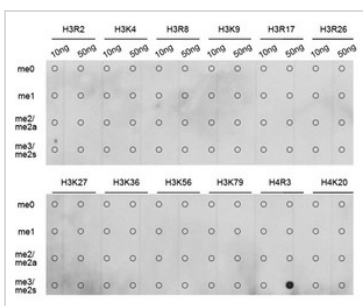 H3R2 H3K4 H3R8 H3K9 H3R17 H3R26
10ng 50ng 10ng 50ng 10ng 50ng 10ng 50ng 10ng 50ng 10ng 50ng
me0
me1
me2/
me2a
me3/
me2s
H3K27 H3K36 H3K56 H3K79 H4R3 H4K20
me0
me1
me2/
me2a
me3/
me2s